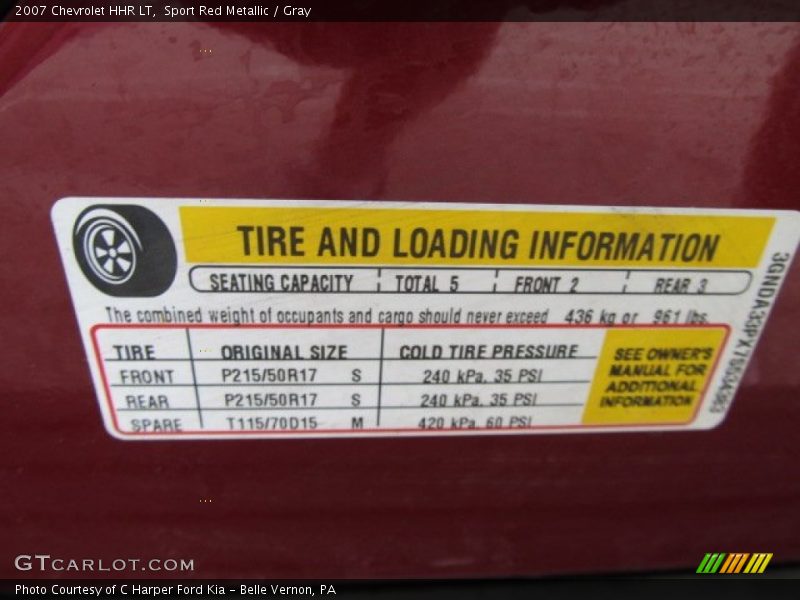 2007 Chevrolet HHR LT,  Sport Red Metallic / Gray
TIRE AND LOADING INFORMATION
SEATING CAPACITY TOTAL 5 FRONT 2 REAR 3
The combined weight of occupants and cargo should never exceed 436 kg or 961 lbs.
TIRE ORIGINAL SIZE COLD TIRE PRESSURE
FRONT P215/50R17 S 240 kPa, 35 PSI
REAR P215/50R17 S 240 kPa, 35 PSI
SPARE T115/70D15 M 420 kPa, 60 PSI
SEE OWNER'S
MANUAL FOR
ADDITIONAL
INFORMATION
GTCARLOT.COM
Photo Courtesy of C Harper Ford Kia – Belle Vernon, PA